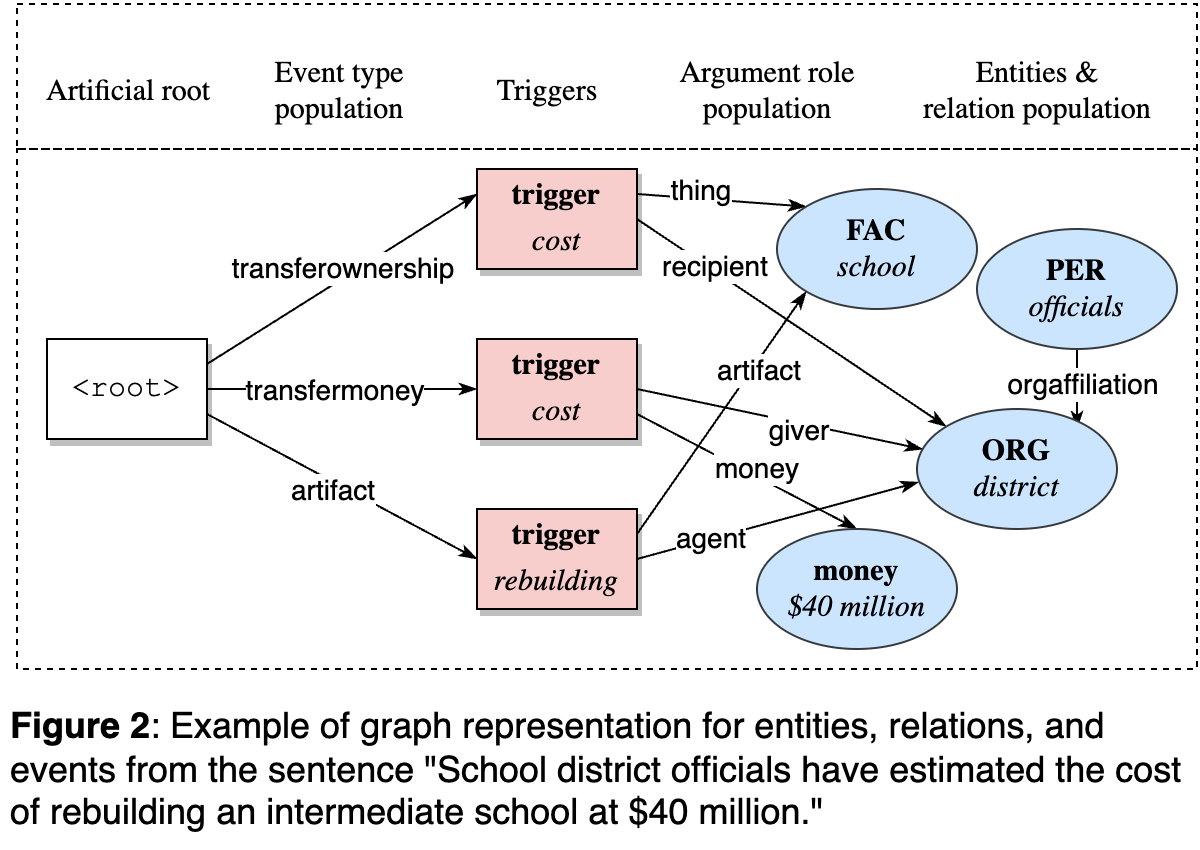 Artificial root
Event type
population
Triggers
Argument role
population
Entities &
relation population
trigger
cost
thing
FAC
school
transferownership
recipient
PER
officials
<root>
transfermoney
trigger
cost
artifact
orgaffiliation
giver
ORG
district
money
artifact
trigger
rebuilding
agent
money
$40 million
Figure 2: Example of graph representation for entities, relations, and
events from the sentence "School district officials have estimated the cost
of rebuilding an intermediate school at $40 million."